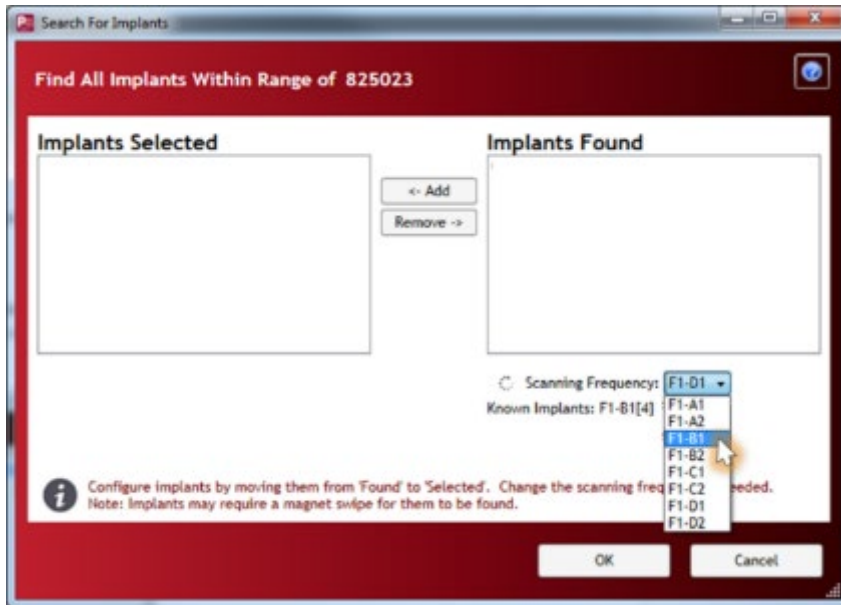 Search For Implants
Find All Implants Within Range of 825023
Implants Selected
Implants Found
<- Add
Remove ->
Scanning Frequency: F1-D1
Known Implants: F1-B1[4]
F1-A1
F1-A2
F1-B1
F1-B2
F1-C1
F1-C2
F1-D1
F1-D2
Configure implants by moving them from 'Found' to 'Selected'. Change the scanning freq eeded.
Note: Implants may require a magnet swipe for them to be found.
OK
Cancel